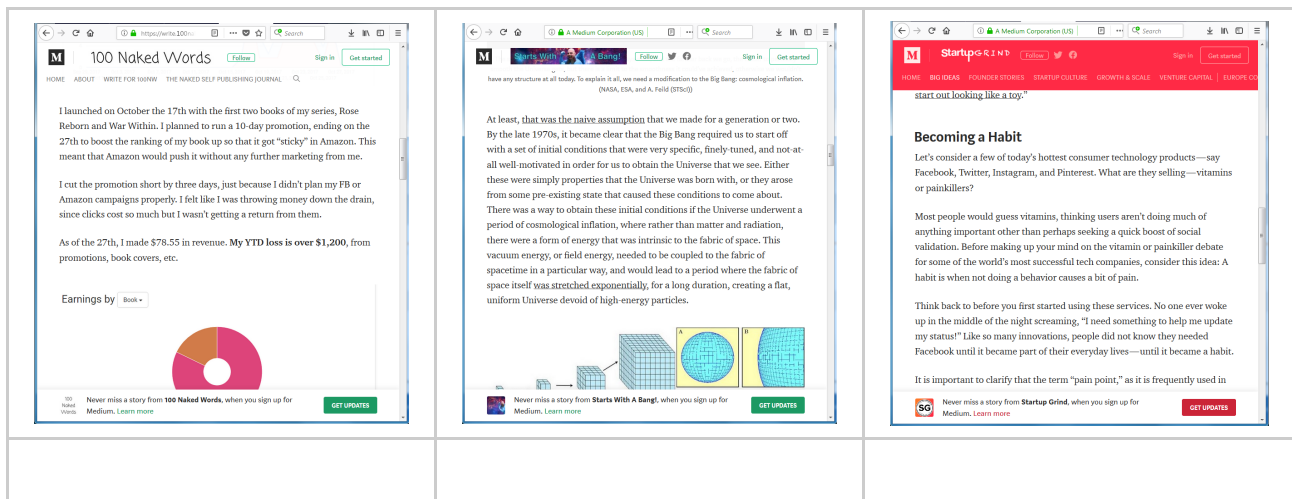 https://write.100n
Search
M
100 Naked Words
Follow
Sign in
Get started
HOME ABOUT WRITE FOR 100NW THE NAKED SELF PUBLISHING JOURNAL
I launched on October the 17th with the first two books of my series, Rose
Reborn and War Within. I planned to run a 10-day promotion, ending on the
27th to boost the ranking of my book up so that it got “sticky” in Amazon. This
meant that Amazon would push it without any further marketing from me.
I cut the promotion short by three days, just because I didn’t plan my FB or
Amazon campaigns properly. I felt like I was throwing money down the drain,
since clicks cost so much but I wasn’t getting a return from them.
As of the 27th, I made $78.55 in revenue. My YTD loss is over $1,200, from
promotions, book covers, etc.
Earnings by Book
100
Naked
Words
Never miss a story from 100 Naked Words, when you sign up for
Medium. Learn more
GET UPDATES
A Medium Corporation (US)
Search
M
Starts With A Bang!
Follow
Sign in
Get started
have any structure at all today. To explain it all, we need a modification to the Big Bang: cosmological inflation.
(NASA, ESA, and A. Feild (STScI))
At least, that was the naive assumption that we made for a generation or two.
By the late 1970s, it became clear that the Big Bang required us to start off
with a set of initial conditions that were very specific, finely-tuned, and not-at-
all well-motivated in order for us to obtain the Universe that we see. Either
these were simply properties that the Universe was born with, or they arose
from some pre-existing state that caused these conditions to come about.
There was a way to obtain these initial conditions if the Universe underwent a
period of cosmological inflation, where rather than matter and radiation,
there were a form of energy that was intrinsic to the fabric of space. This
vacuum energy, or field energy, needed to be coupled to the fabric of
spacetime in a particular way, and would lead to a period where the fabric of
space itself was stretched exponentially, for a long duration, creating a flat,
uniform Universe devoid of high-energy particles.
A
B
Never miss a story from Starts With A Bang!, when you sign up for
Medium. Learn more
GET UPDATES
A Medium Corporation (US)
Search
M
StartupGRIND
Follow
Sign in
Get started
HOME BIG IDEAS FOUNDER STORIES STARTUP CULTURE GROWTH & SCALE VENTURE CAPITAL EUROPE CO
start out looking like a toy.”
Becoming a Habit
Let’s consider a few of today’s hottest consumer technology products—say
Facebook, Twitter, Instagram, and Pinterest. What are they selling—vitamins
or painkillers?
Most people would guess vitamins, thinking users aren’t doing much of
anything important other than perhaps seeking a quick boost of social
validation. Before making up your mind on the vitamin or painkiller debate
for some of the world’s most successful tech companies, consider this idea: A
habit is when not doing a behavior causes a bit of pain.
Think back to before you first started using these services. No one ever woke
up in the middle of the night screaming, “I need something to help me update
my status!” Like so many innovations, people did not know they needed
Facebook until it became part of their everyday lives—until it became a habit.
It is important to clarify that the term “pain point,” as it is frequently used in
SG
Never miss a story from Startup Grind, when you sign up for
Medium. Learn more
GET UPDATES